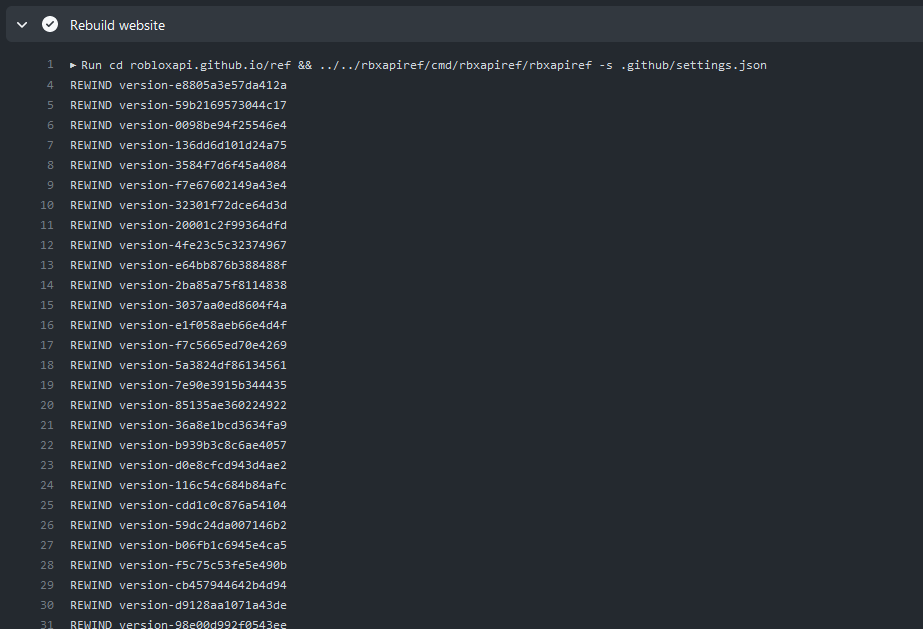 Rebuild website
1 ▸ Run cd robloxapi.github.io/ref && ../../rbxapiref/cmd/rbxapiref/rbxapiref -s .github/settings.json
4 REWIND version-e8805a3e57da412a
5 REWIND version-59b2169573044c17
6 REWIND version-0098be94f25546e4
7 REWIND version-136dd6d101d24a75
8 REWIND version-3584f7d6f45a4084
9 REWIND version-f7e67602149a43e4
10 REWIND version-32301f72dce64d3d
11 REWIND version-20001c2f99364dfd
12 REWIND version-4fe23c5c32374967
13 REWIND version-e64bb876b388488f
14 REWIND version-2ba85a75f8114838
15 REWIND version-3037aa0ed8604f4a
16 REWIND version-e1f058aeb66e4d4f
17 REWIND version-f7c5665ed70e4269
18 REWIND version-5a3824df86134561
19 REWIND version-7e90e3915b344435
20 REWIND version-85135ae360224922
21 REWIND version-36a8e1bcd3634fa9
22 REWIND version-b939b3c8c6ae4057
23 REWIND version-d0e8cfcd943d4ae2
24 REWIND version-116c54c684b84afc
25 REWIND version-cdd1c0c876a54104
26 REWIND version-59dc24da007146b2
27 REWIND version-b06fb1c6945e4ca5
28 REWIND version-f5c75c53fe5e490b
29 REWIND version-cb457944642b4d94
30 REWIND version-d9128aa1071a43de
31 REWIND version-98e00d992f0543ee